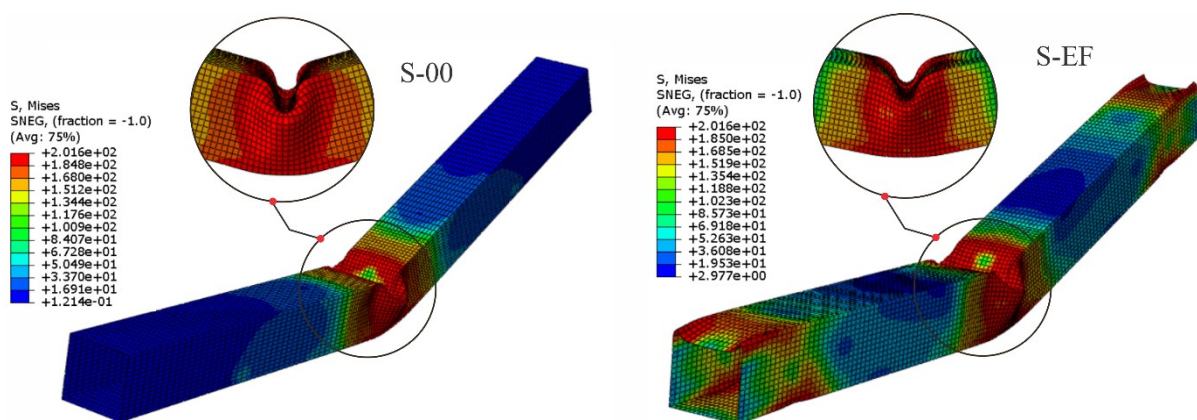 S-00
S, Mises
SNEG, (fraction = -1.0)
(Avg: 75%)
+2.016e+02
+1.848e+02
+1.680e+02
+1.512e+02
+1.344e+02
+1.176e+02
+1.009e+02
+8.407e+01
+6.728e+01
+5.049e+01
+3.370e+01
+1.691e+01
+1.214e-01
S-EF
S, Mises
SNEG, (fraction = -1.0)
(Avg: 75%)
+2.016e+02
+1.850e+02
+1.685e+02
+1.519e+02
+1.354e+02
+1.188e+02
+1.023e+02
+8.573e+01
+6.918e+01
+5.263e+01
+3.608e+01
+1.953e+01
+2.977e+00